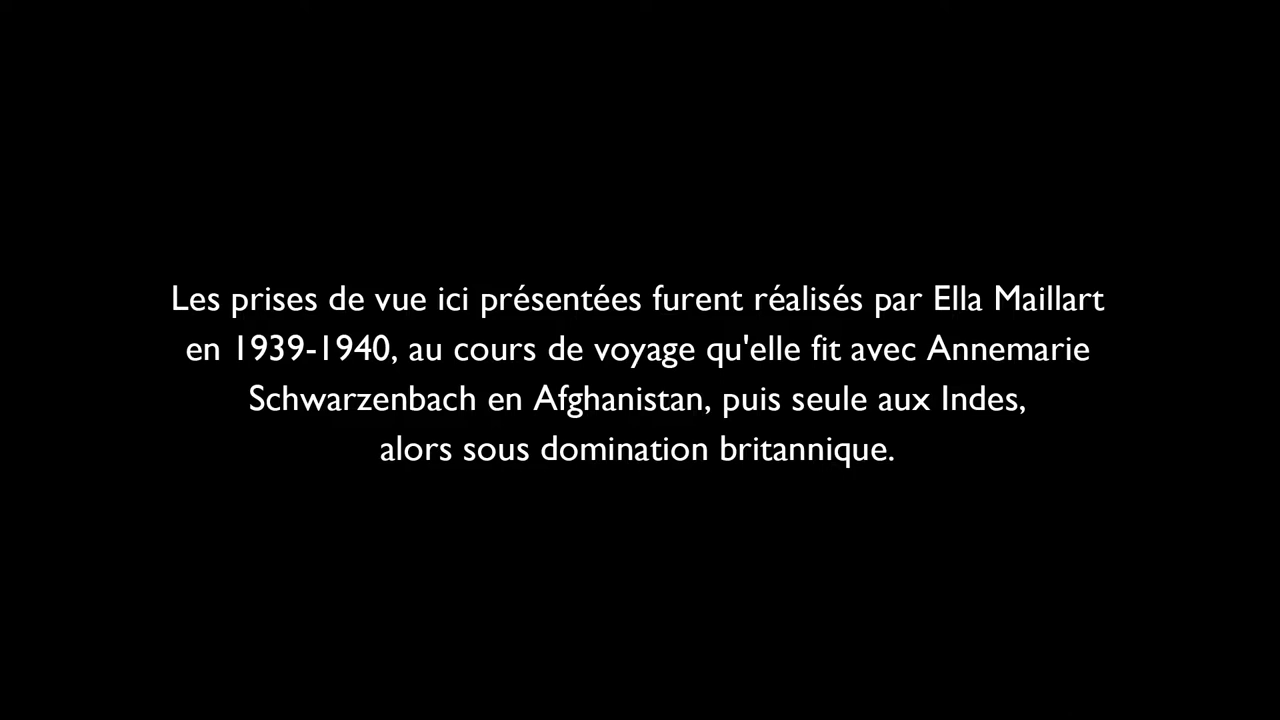 Les prises de vue ici présentées furent réalisés par Ella Maillart
en 1939-1940, au cours de voyage qu'elle fit avec Annemarie
Schwarzenbach en Afghanistan, puis seule aux Indes,
alors sous domination britannique.